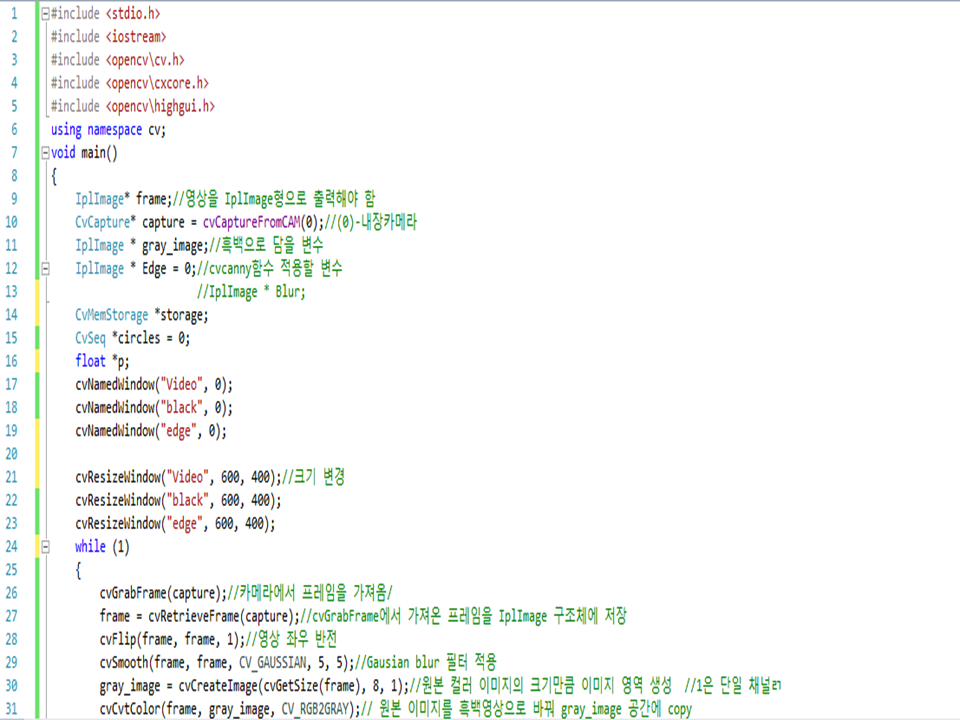 1 #include <stdio.h>
2 #include <iostream>
3 #include <opencv\cv.h>
4 #include <opencv\cxcore.h>
5 #include <opencv\highgui.h>
6 using namespace cv;
7 void main()
8 {
9 IplImage* frame;//영상을 IplImage형으로 출력해야 함
10 CvCapture* capture = cvCaptureFromCAM(0);//(0)-내장카메라
11 IplImage * gray_image;//흑백으로 담을 변수
12 IplImage * Edge = 0;//cvcanny함수 적용할 변수
13 //IplImage * Blur;
14 CvMemStorage *storage;
15 CvSeq *circles = 0;
16 float *p;
17 cvNamedWindow("Video", 0);
18 cvNamedWindow("black", 0);
19 cvNamedWindow("edge", 0);
20
21 cvResizeWindow("Video", 600, 400);//크기 변경
22 cvResizeWindow("black", 600, 400);
23 cvResizeWindow("edge", 600, 400);
24 while (1)
25 {
26 cvGrabFrame(capture);//카메라에서 프레임을 가져옴/
27 frame = cvRetrieveFrame(capture);//cvGrabFrame에서 가져온 프레임을 IplImage 구조체에 저장
28 cvFlip(frame, frame, 1);//영상 좌우 반전
29 cvSmooth(frame, frame, CV_GAUSSIAN, 5, 5);//Gausian blur 필터 적용
30 gray_image = cvCreateImage(cvGetSize(frame), 8, 1);//원본 컬러 이미지의 크기만큼 이미지 영역 생성 //1은 단일 채널
31 cvCvtColor(frame, gray_image, CV_RGB2GRAY);// 원본 이미지를 흑백영상으로 바꿔 gray_image 공간에 copy